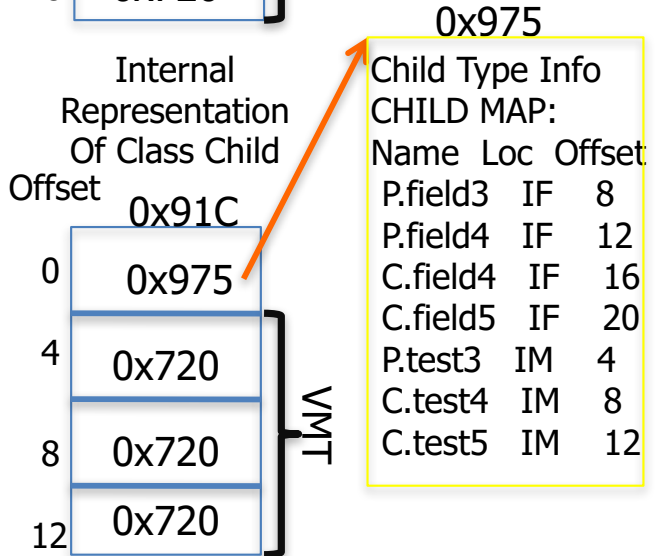 0x975
Internal
Representation
Of Class Child
Offset
0x91C
0
0x975
4
0x720
8
0x720
12
0x720
VMT
Child Type Info
CHILD MAP:
Name Loc Offset
P.field3 IF 8
P.field4 IF 12
C.field4 IF 16
C.field5 IF 20
P.test3 IM 4
C.test4 IM 8
C.test5 IM 12